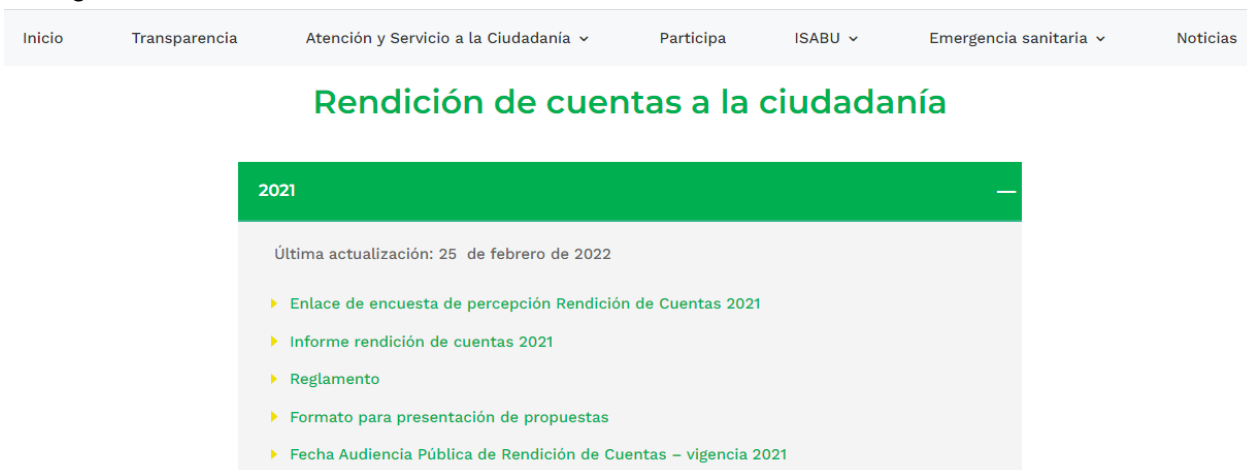 Inicio Transparencia Atención y Servicio a la Ciudadanía Participa ISABU Emergencia sanitaria Noticias
Rendición de cuentas a la ciudadanía
2021
Última actualización: 25 de febrero de 2022
Enlace de encuesta de percepción Rendición de Cuentas 2021
Informe rendición de cuentas 2021
Reglamento
Formato para presentación de propuestas
Fecha Audiencia Pública de Rendición de Cuentas – vigencia 2021